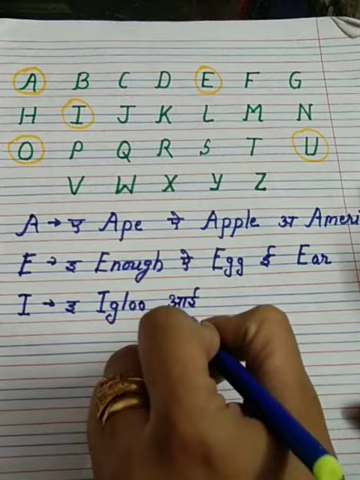 A B C D E F G
H I J K L M N
O P Q R S T U
V W X Y Z
A → ए Ape ऐ Apple अ Ameri
E → इ Enough ऐ Egg ई Ear
I → इ Igloo आई